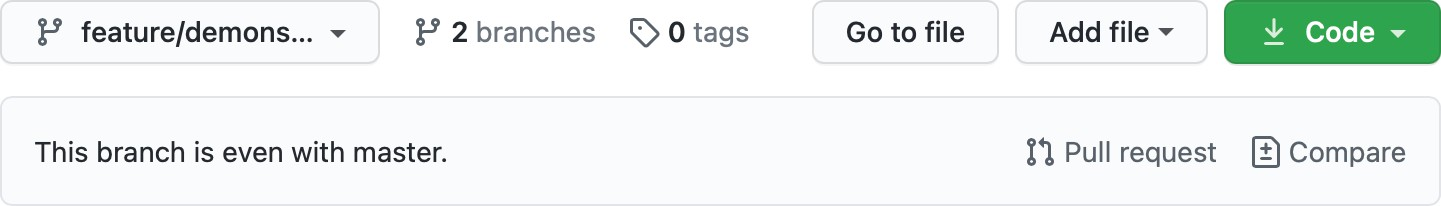 feature/demons... 2 branches 0 tags Go to file Add file Code
This branch is even with master. Pull request Compare